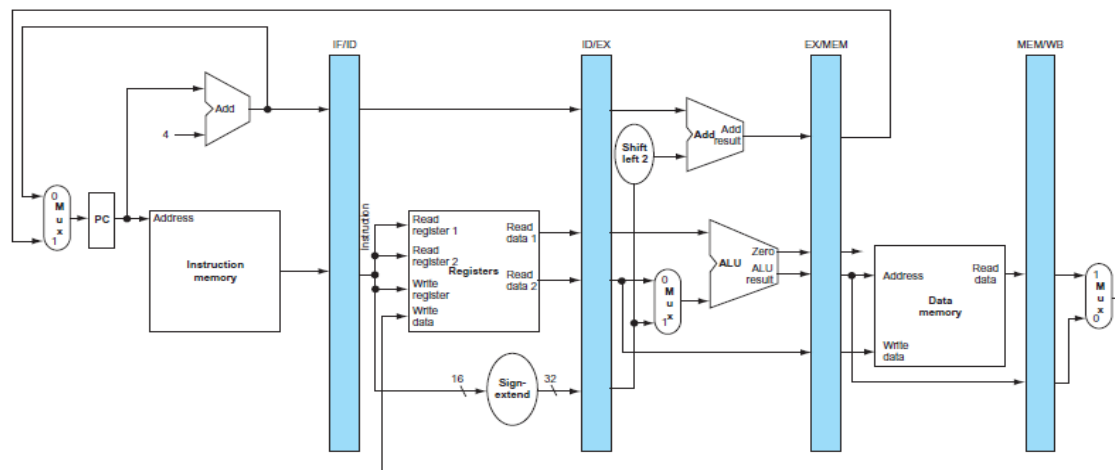 IF/ID
ID/EX
EX/MEM
MEM/WB
Add
4
Add
Add
result
Shift
left 2
0
M
u
x
1
PC
Address
Instruction
memory
Instruction
Read
register 1
Read
register 2
Write
register
Write
data
Registers
Read
data 1
Read
data 2
0
M
u
x
1
Zero
ALU
ALU
result
Address
Read
data
Data
memory
Write
data
1
M
u
x
0
16
Sign-
extend
32